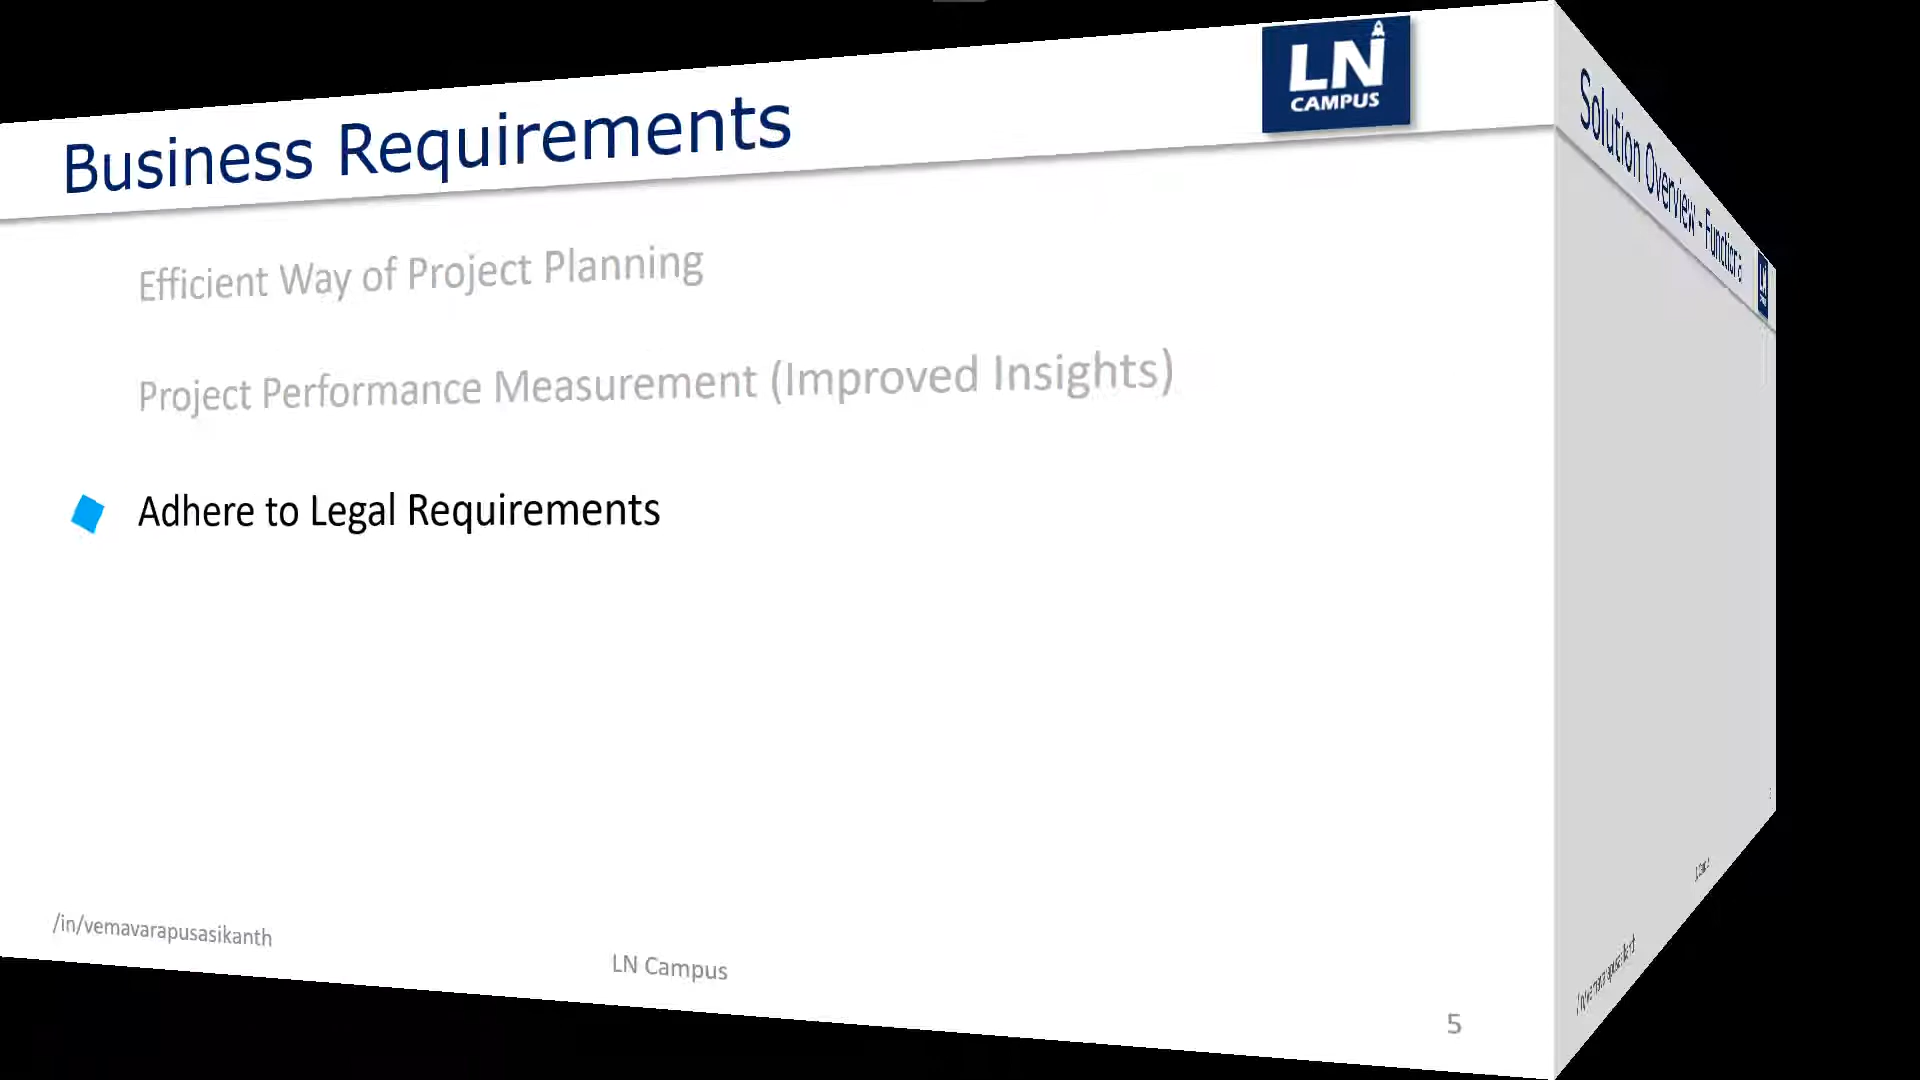 Business Requirements
LN
CAMPUS
Efficient Way of Project Planning
Project Performance Measurement (Improved Insights)
Adhere to Legal Requirements
/in/vemavarapusasikanth
LN Campus
5
Solution Overview - Functional